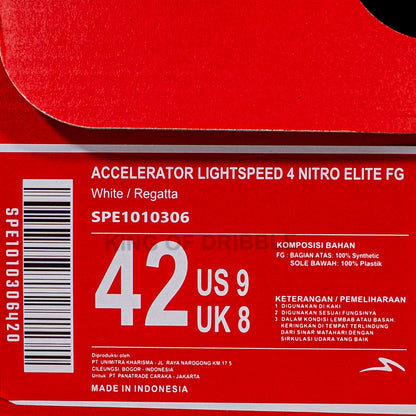 ACCELERATOR LIGHTSPEED 4 NITRO ELITE FG
White / Regatta
SPE1010306
KING OF DRIBBLE
SPE1010306420
42 US 9
UK 8
KOMPOSISI BAHAN
FG : BAGIAN ATAS: 100% Synthetic
SOLE BAWAH: 100% Plastik
KETERANGAN / PEMELIHARAAN
1 DIGUNAKAN DI KAKI
2 DIGUNAKAN SESUAI FUNGSINYA
3 DALAM KONDISI LEMBAB ATAU BASAH.
KERINGKAN DI TEMPAT TERLINDUNG
DARI SINAR MATAHARI DENGAN
SIRKULASI UDARA YANG BAIK
Diproduksi oleh
PT UNIMITRA KHARISMA - JL RAYA NAROGONG KM.17 5
CILEUNGSI. BOGOR - INDONESIA
Untuk : PT PANATRADE CARAKA - JAKARTA
MADE IN INDONESIA